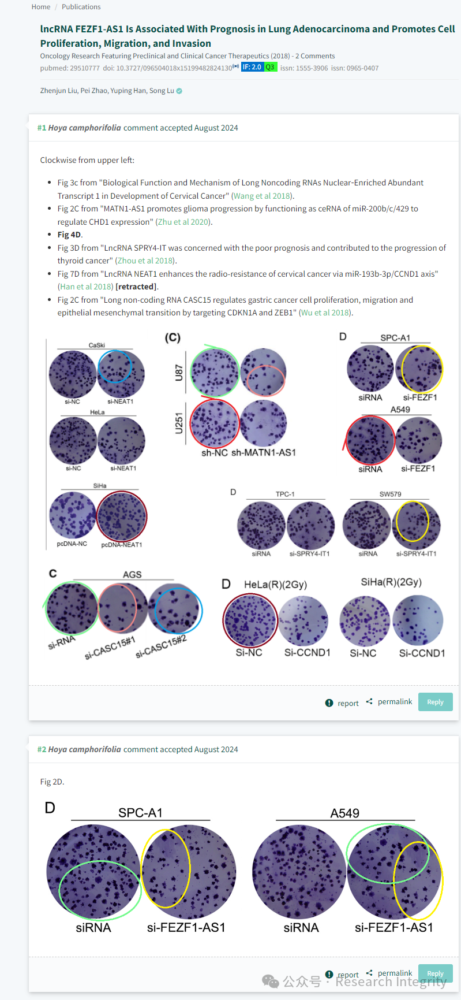 Home / Publications
lncRNA FEZF1-AS1 Is Associated With Prognosis in Lung Adenocarcinoma and Promotes Cell
Proliferation, Migration, and Invasion
Oncology Research Featuring Preclinical and Clinical Cancer Therapeutics (2018) - 2 Comments
pubmed: 29510777 doi: 10.3727/096504018x15199482824130 IF: 2.0 Q3 issn: 1555-3906 issn: 0965-0407
Zhenjun Liu, Pei Zhao, Yuping Han, Song Lu
#1 Hoya camphorifolia comment accepted August 2024
Clockwise from upper left:
• Fig 3c from "Biological Function and Mechanism of Long Noncoding RNAs Nuclear-Enriched Abundant
Transcript 1 in Development of Cervical Cancer" (Wang et al 2018).
• Fig 2C from "MATN1-AS1 promotes glioma progression by functioning as ceRNA of miR-200b/c/429 to
regulate CHD1 expression" (Zhu et al 2020).
• Fig 4D.
• Fig 3D from "LncRNA SPRY4-IT was concerned with the poor prognosis and contributed to the progression of
thyroid cancer" (Zhou et al 2018).
• Fig 7D from "LncRNA NEAT1 enhances the radio-resistance of cervical cancer via miR-193b-3p/CCND1 axis"
(Han et al 2018) [retracted].
• Fig 2C from "Long non-coding RNA CASC15 regulates gastric cancer cell proliferation, migration and
epithelial mesenchymal transition by targeting CDKN1A and ZEB1" (Wu et al 2018).
CaSki
si-NC si-NEAT1
HeLa
si-NC si-NEAT1
SiHa
pcDNA-NC pcDNA-NEAT1
(C)
U87
U251
sh-NC sh-MATN1-AS1
D SPC-A1
siRNA si-FEZF1
A549
siRNA si-FEZF1
D TPC-1 SW579
siRNA si-SPRY4-IT1 siRNA si-SPRY4-IT1
C AGS
si-RNA si-CASC15#1 si-CASC15#2
D HeLa(R)(2Gy) SiHa(R)(2Gy)
Si-NC Si-CCND1 Si-NC Si-CCND1
report permalink Reply
#2 Hoya camphorifolia comment accepted August 2024
Fig 2D.
D SPC-A1 A549
siRNA si-FEZF1-AS1 siRNA si-FEZF1-AS1
report permalink Reply
公众号 · Research Integrity